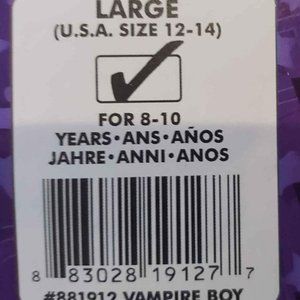 LARGE
(U.S.A. SIZE 12-14)
FOR 8-10
YEARS•ANS•AÑOS
JAHRE•ANNI•ANOS
8 83028 19127 7
#881912 VAMPIRE BOY